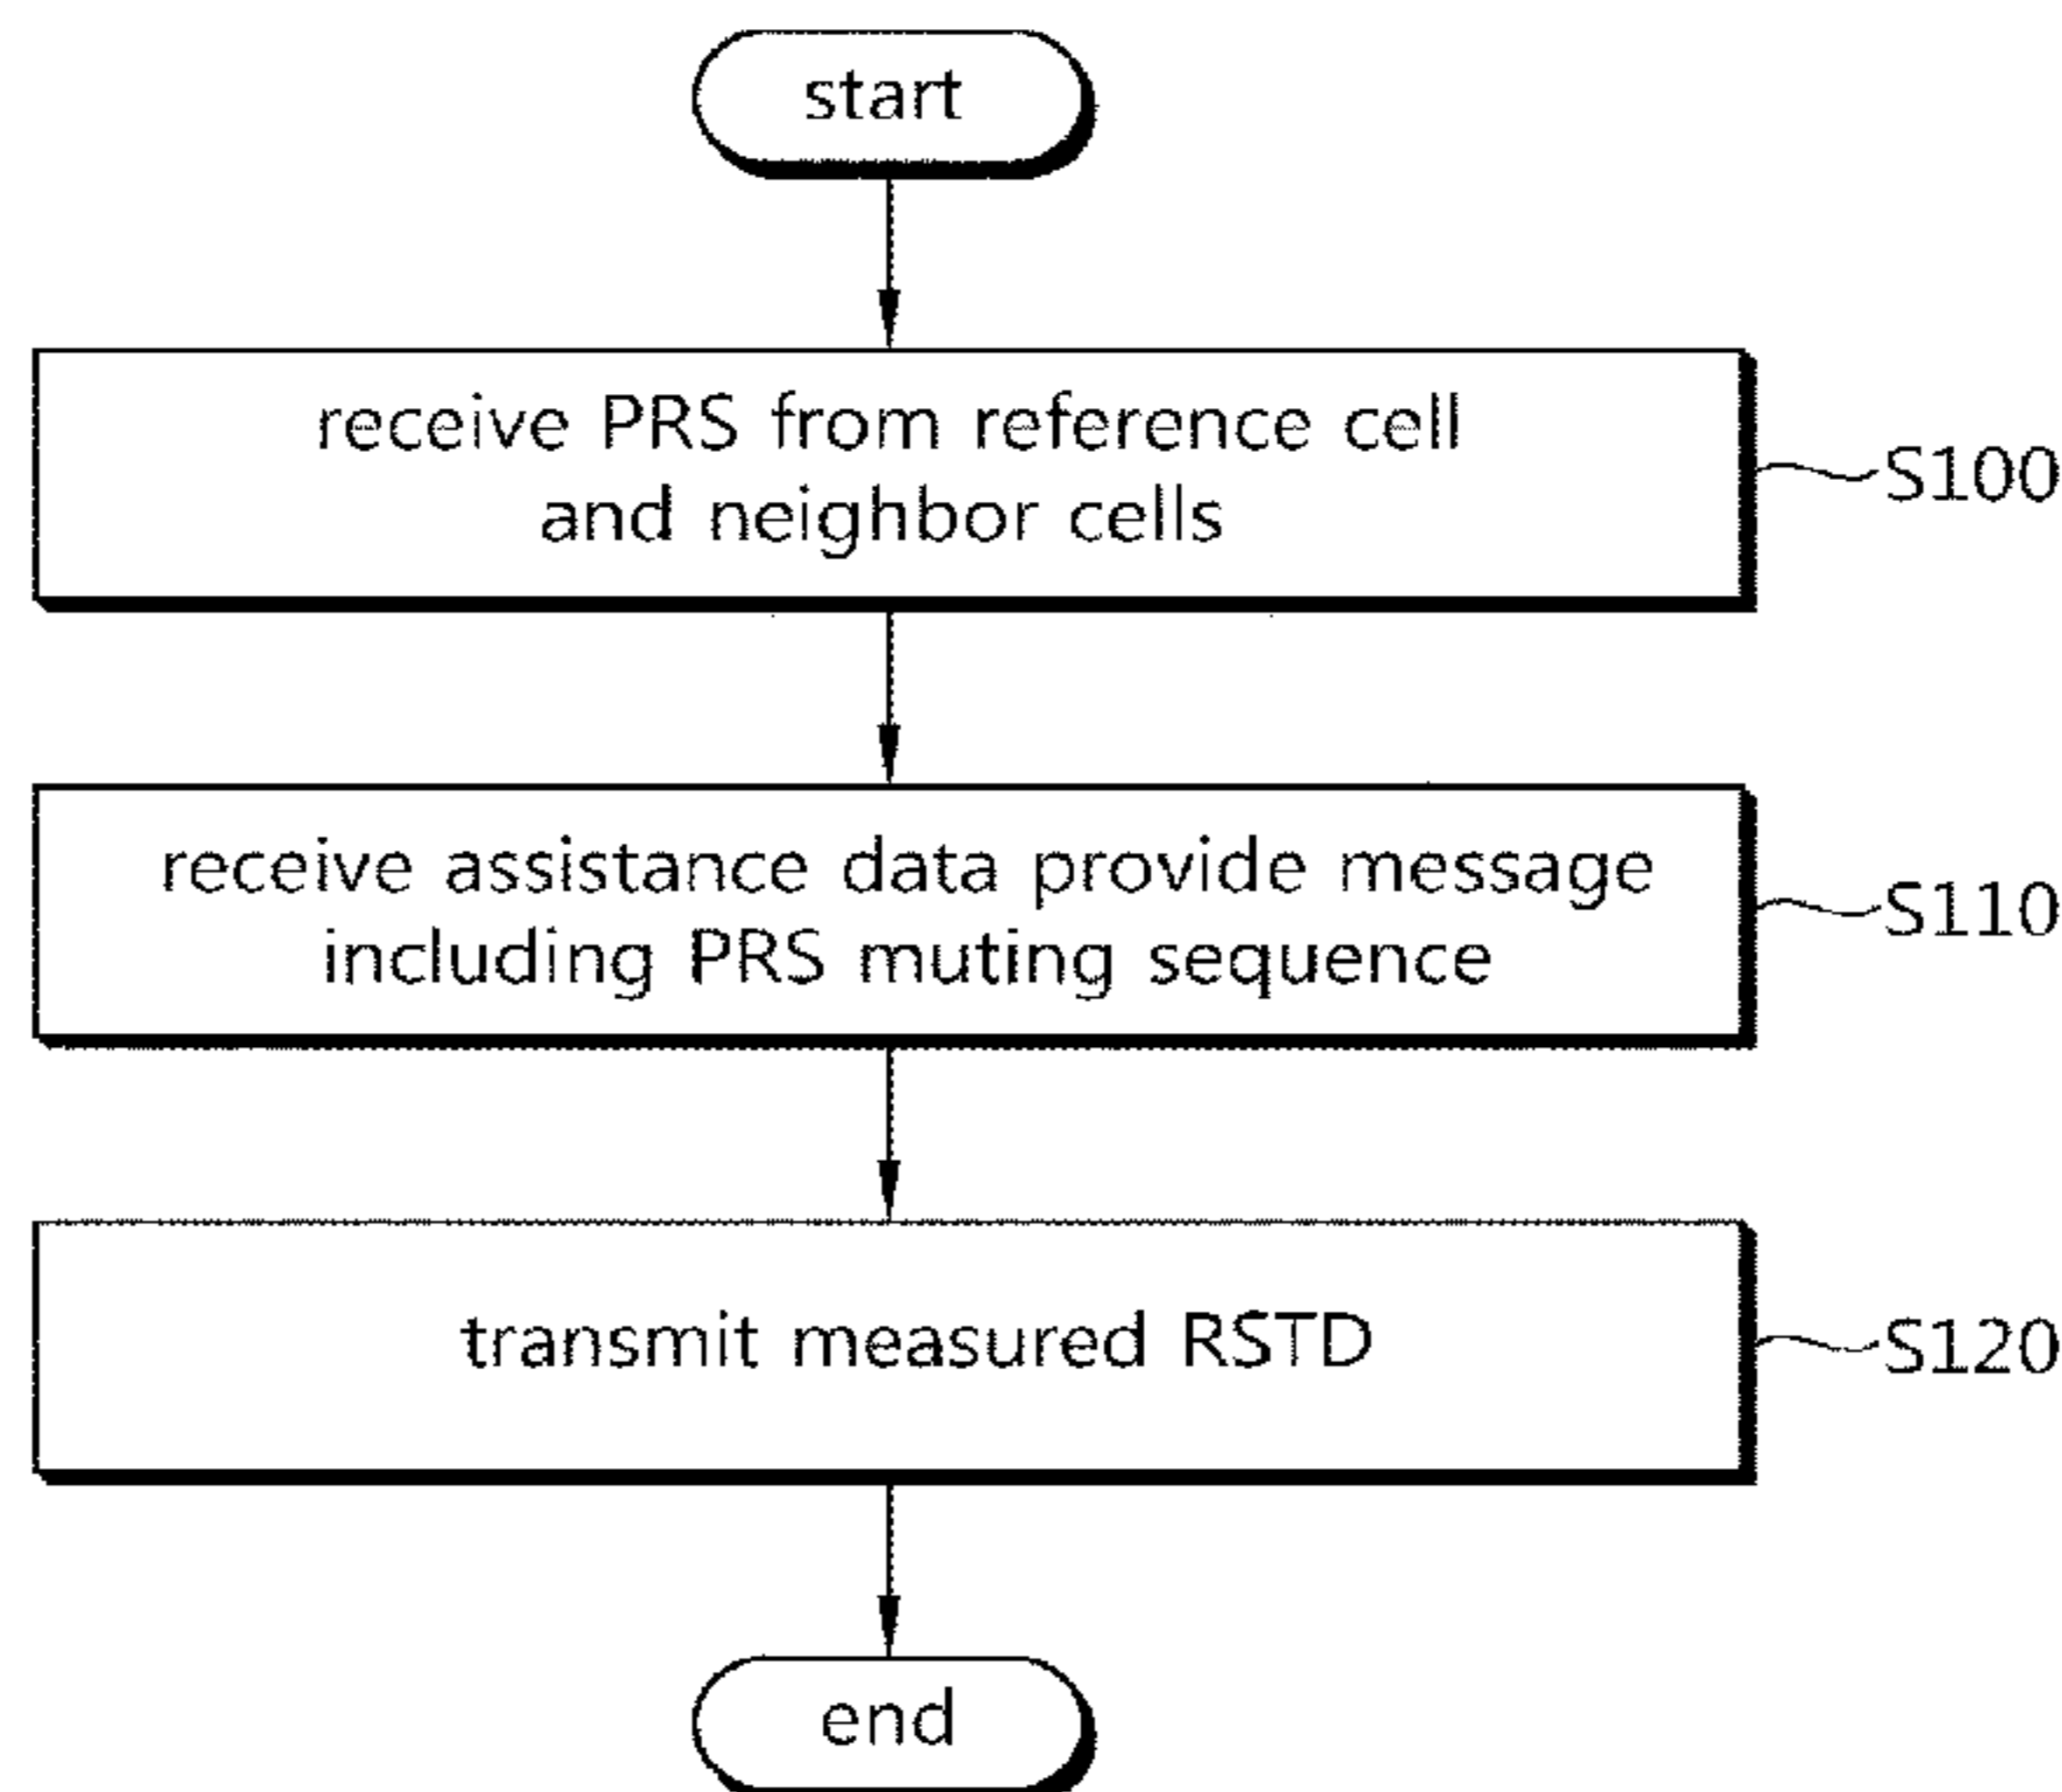 start
receive PRS from reference cell
and neighbor cells
S100
receive assistance data provide message
including PRS muting sequence
S110
transmit measured RSTD
S120
end